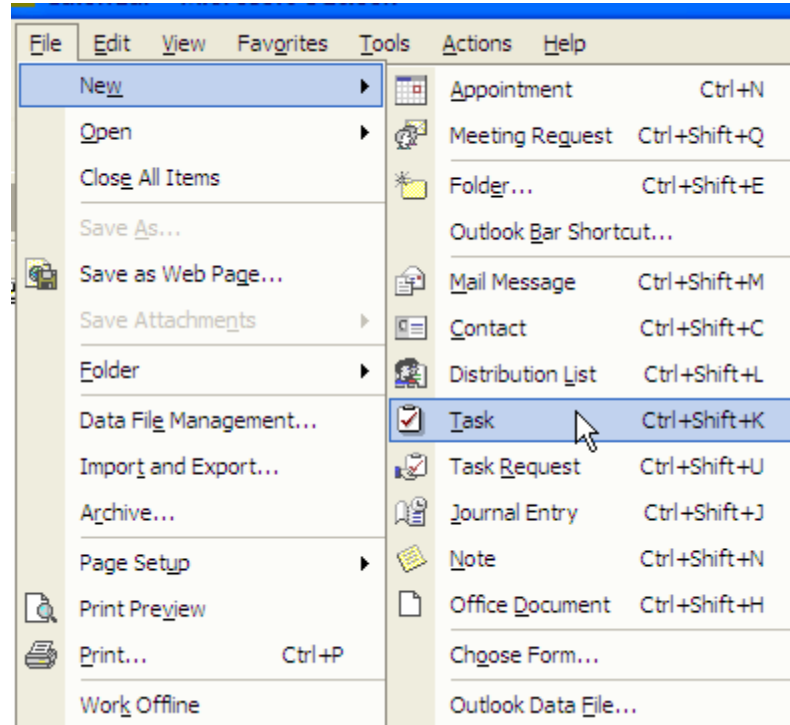 File Edit View Favorites Tools Actions Help
New
Open
Close All Items
Save As...
Save as Web Page...
Save Attachments
Folder
Data File Management...
Import and Export...
Archive...
Page Setup
Print Preview
Print... Ctrl+P
Work Offline
Appointment Ctrl+N
Meeting Request Ctrl+Shift+Q
Folder... Ctrl+Shift+E
Outlook Bar Shortcut...
Mail Message Ctrl+Shift+M
Contact Ctrl+Shift+C
Distribution List Ctrl+Shift+L
Task Ctrl+Shift+K
Task Request Ctrl+Shift+U
Journal Entry Ctrl+Shift+J
Note Ctrl+Shift+N
Office Document Ctrl+Shift+H
Choose Form...
Outlook Data File...